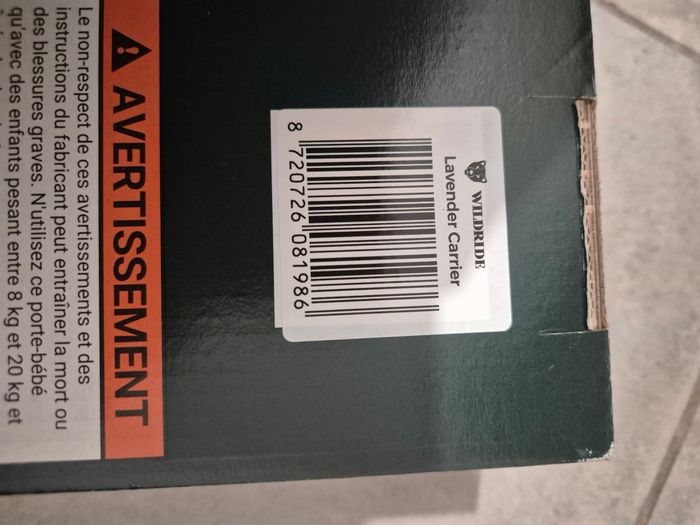 WILDRIDE
Lavender Carrier
8 720726 081986
AVERTISSEMENT
Le non-respect de ces avertissements et des
instructions du fabricant peut entraîner la mort ou
des blessures graves. N'utilisez ce porte-bébé
qu'avec des enfants pesant entre 8 kg et 20 kg et